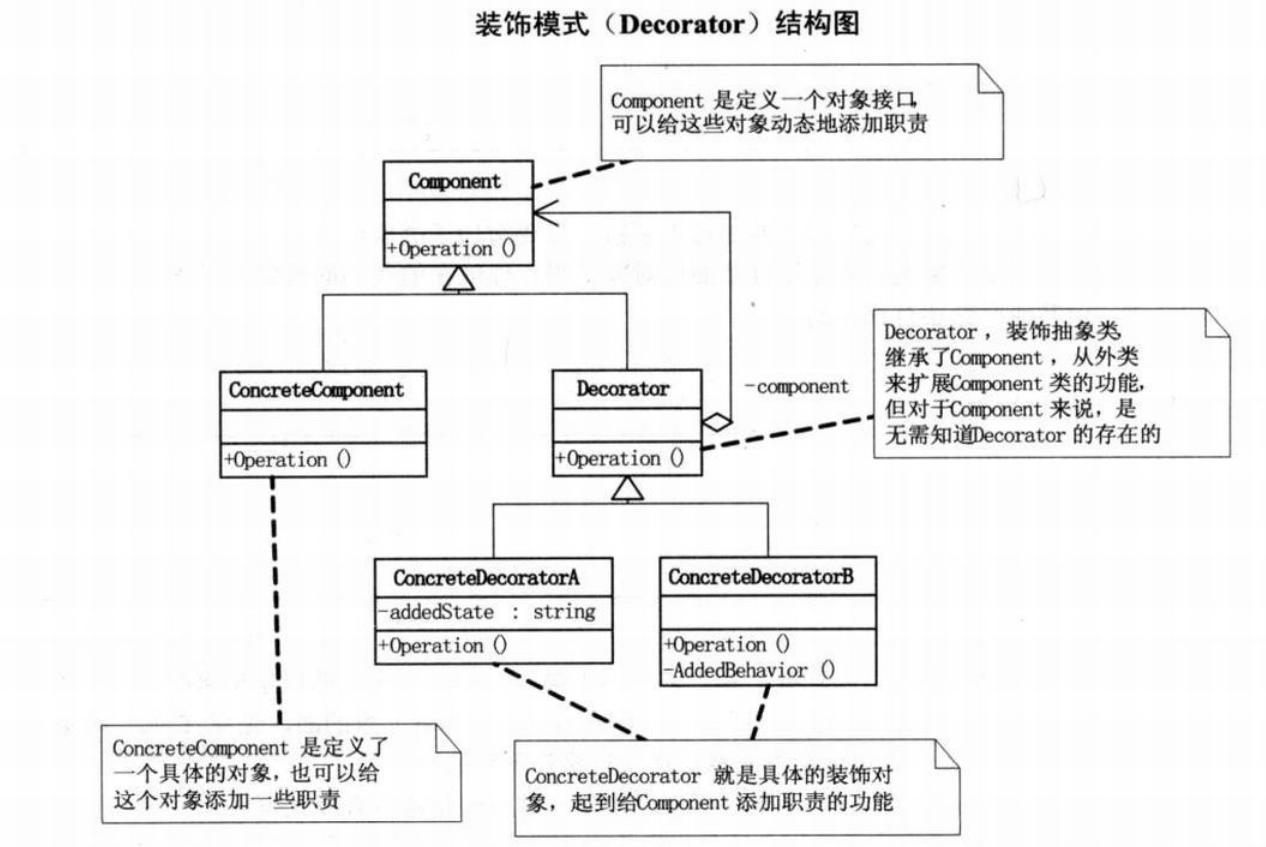 装饰模式（Decorator）结构图
Component 是定义一个对象接口，
可以给这些对象动态地添加职责
Component
+Operation()
Decorator，装饰抽象类，
继承了Component，从外类
来扩展Component 类的功能，
但对于Component 来说，是
无需知道Decorator 的存在的
ConcreteComponent
+Operation()
Decorator
+Operation()
-component
ConcreteDecoratorA
-addedState : string
+Operation()
ConcreteDecoratorB
+Operation()
-AddedBehavior()
ConcreteComponent 是定义了
一个具体的对象，也可以给
这个对象添加一些职责
ConcreteDecorator 就是具体的装饰对
象，起到给Component 添加职责的功能